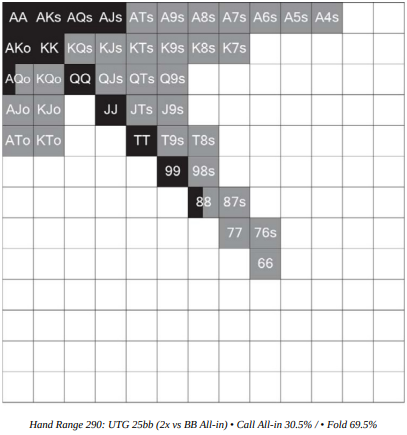 AA AKs AQs AJs ATs A9s A8s A7s A6s A5s A4s
AKo KK KQs KJs KTs K9s K8s K7s
AQo KQo QQ QJs QTs Q9s
AJo KJo JJ JTs J9s
ATo KTo TT T9s T8s
99 98s
88 87s
77 76s
66
Hand Range 290: UTG 25bb (2x vs BB All-in) • Call All-in 30.5% / • Fold 69.5%